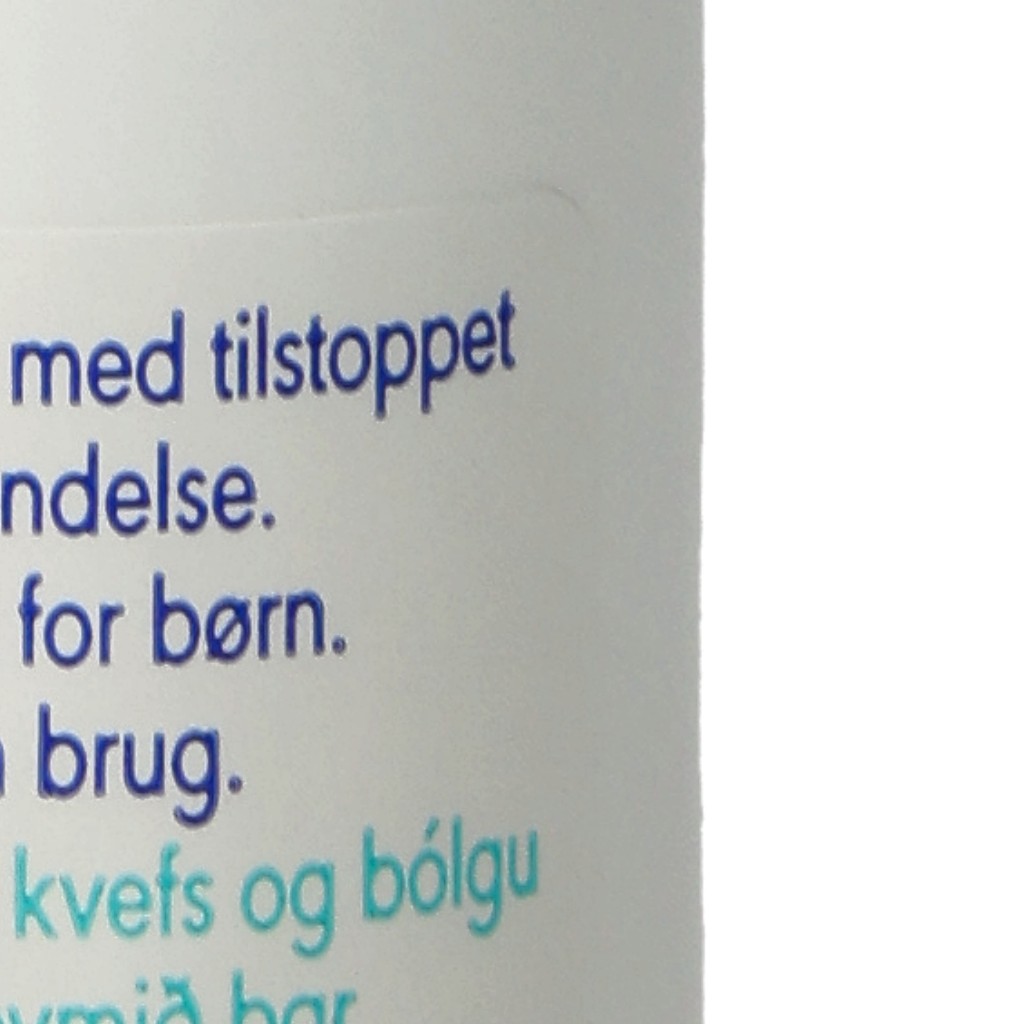 med tilstoppet
ndelse.
for børn.
brug.
kvefs og bólgu